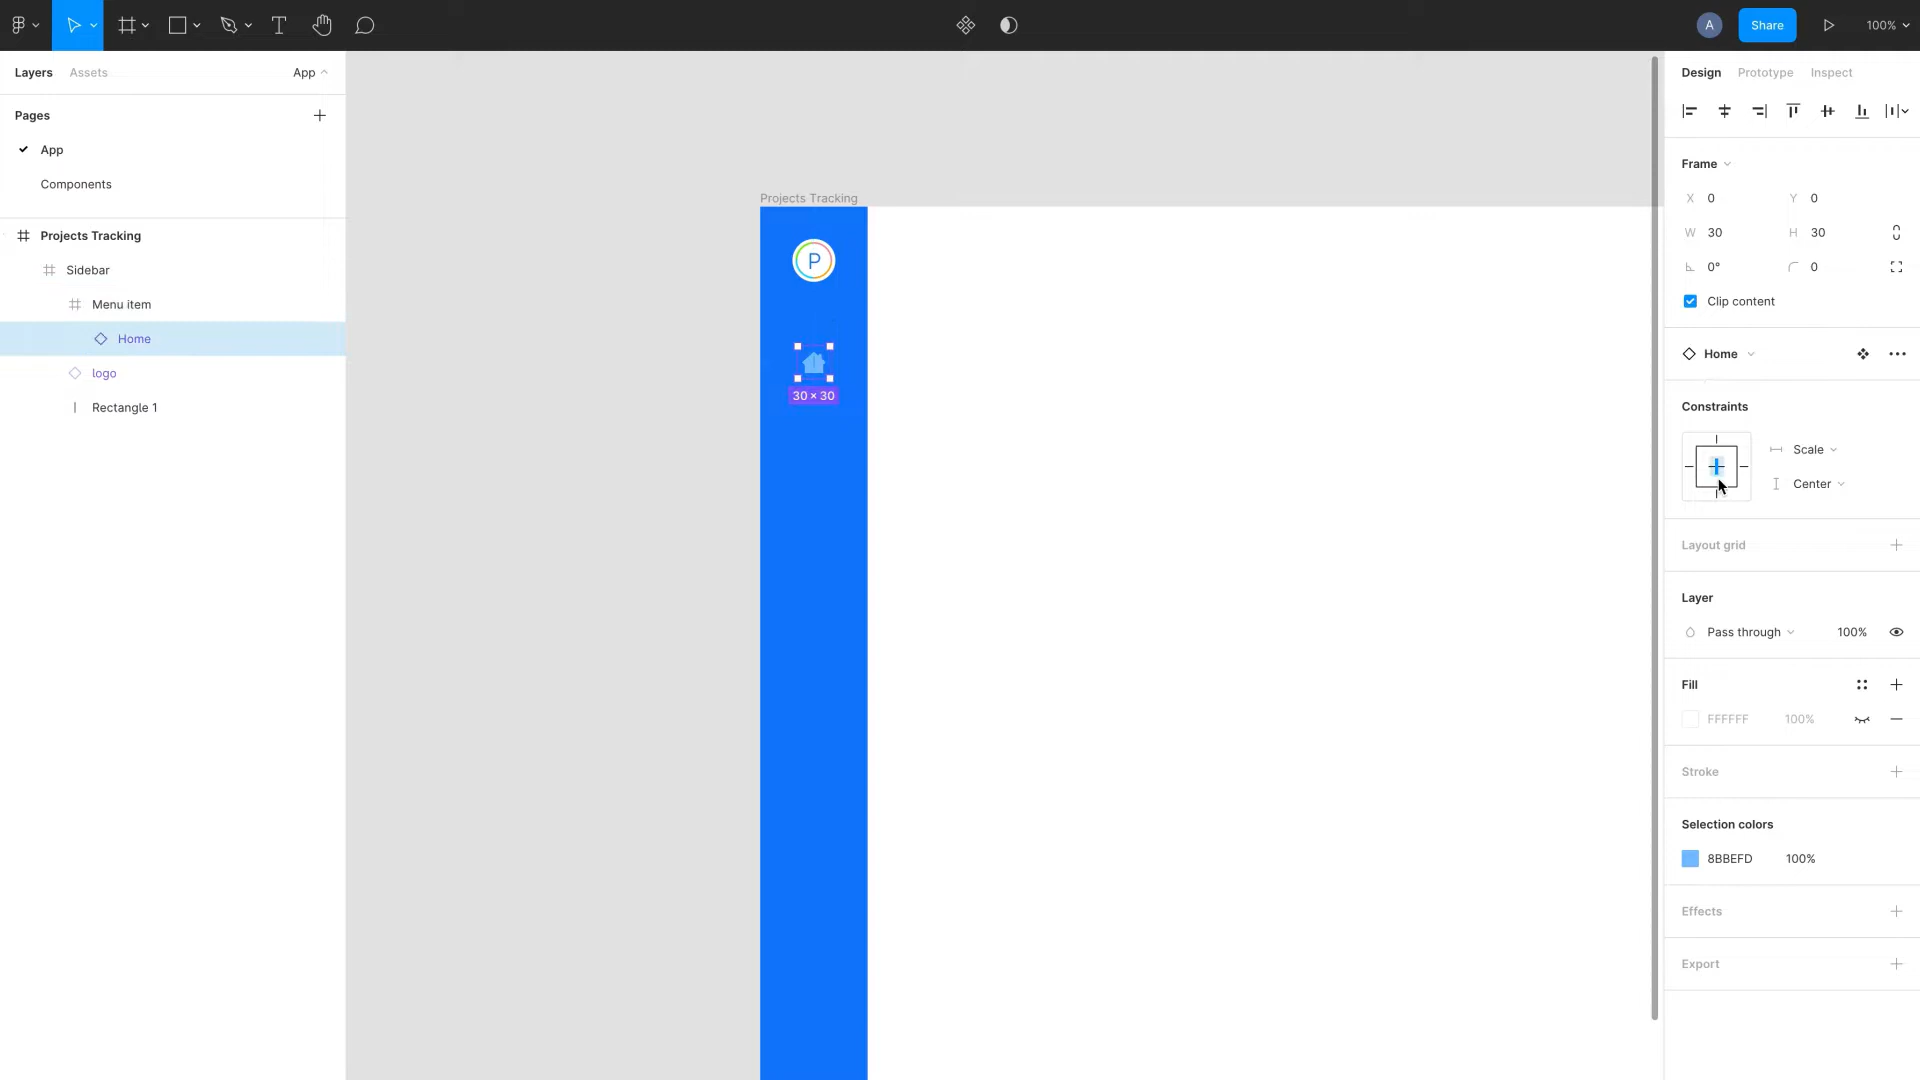 A
Share
100%
Layers
Assets
App
Pages
App
Components
Projects Tracking
Sidebar
Menu item
Home
logo
Rectangle 1
Projects Tracking
P
30 × 30
Design
Prototype
Inspect
Frame
X 0
Y 0
W 30
H 30
0°
0
Clip content
Home
Constraints
Scale
Center
Layout grid
Layer
Pass through
100%
Fill
FFFFFF
100%
Stroke
Selection colors
8BBEFD
100%
Effects
Export